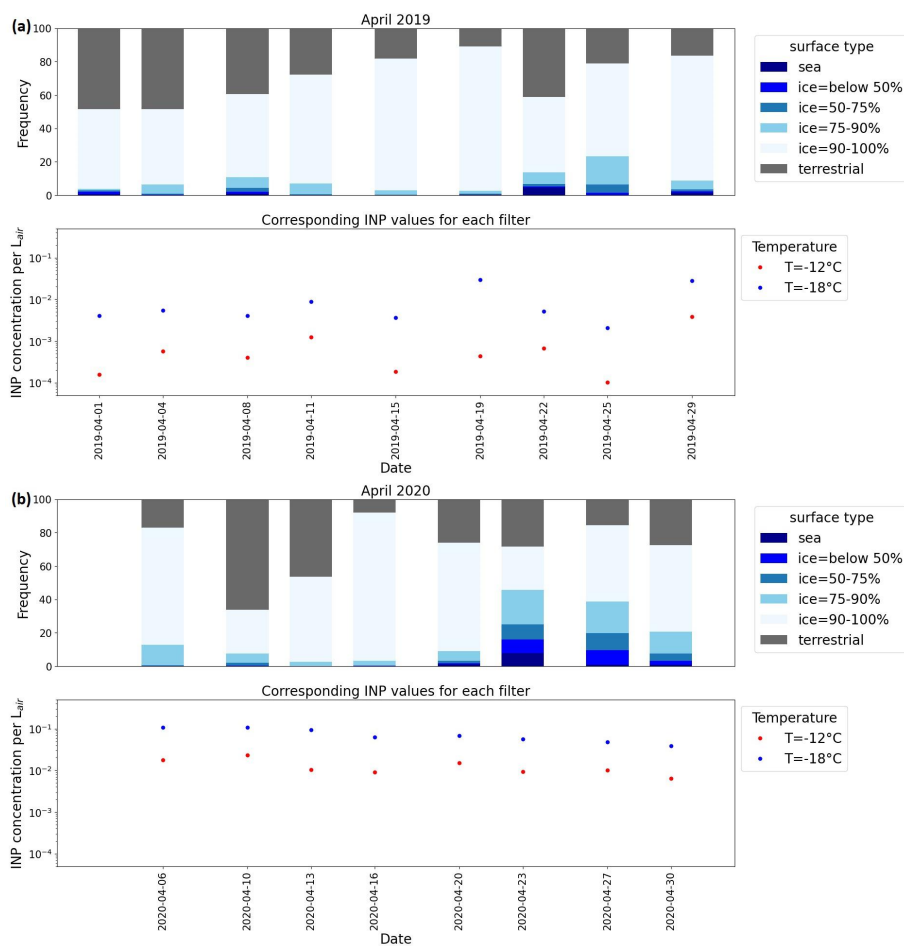 (a)
April 2019
Frequency
100
80
60
40
20
0
surface type
sea
ice=below 50%
ice=50-75%
ice=75-90%
ice=90-100%
terrestrial
Corresponding INP values for each filter
INP concentration per L_air
10⁻¹
10⁻²
10⁻³
10⁻⁴
Temperature
T=-12°C
T=-18°C
2019-04-01
2019-04-04
2019-04-08
2019-04-11
2019-04-15
2019-04-19
2019-04-22
2019-04-25
2019-04-29
Date
(b)
April 2020
Frequency
100
80
60
40
20
0
surface type
sea
ice=below 50%
ice=50-75%
ice=75-90%
ice=90-100%
terrestrial
Corresponding INP values for each filter
INP concentration per L_air
10⁻¹
10⁻²
10⁻³
10⁻⁴
Temperature
T=-12°C
T=-18°C
2020-04-06
2020-04-10
2020-04-13
2020-04-16
2020-04-20
2020-04-23
2020-04-27
2020-04-30
Date